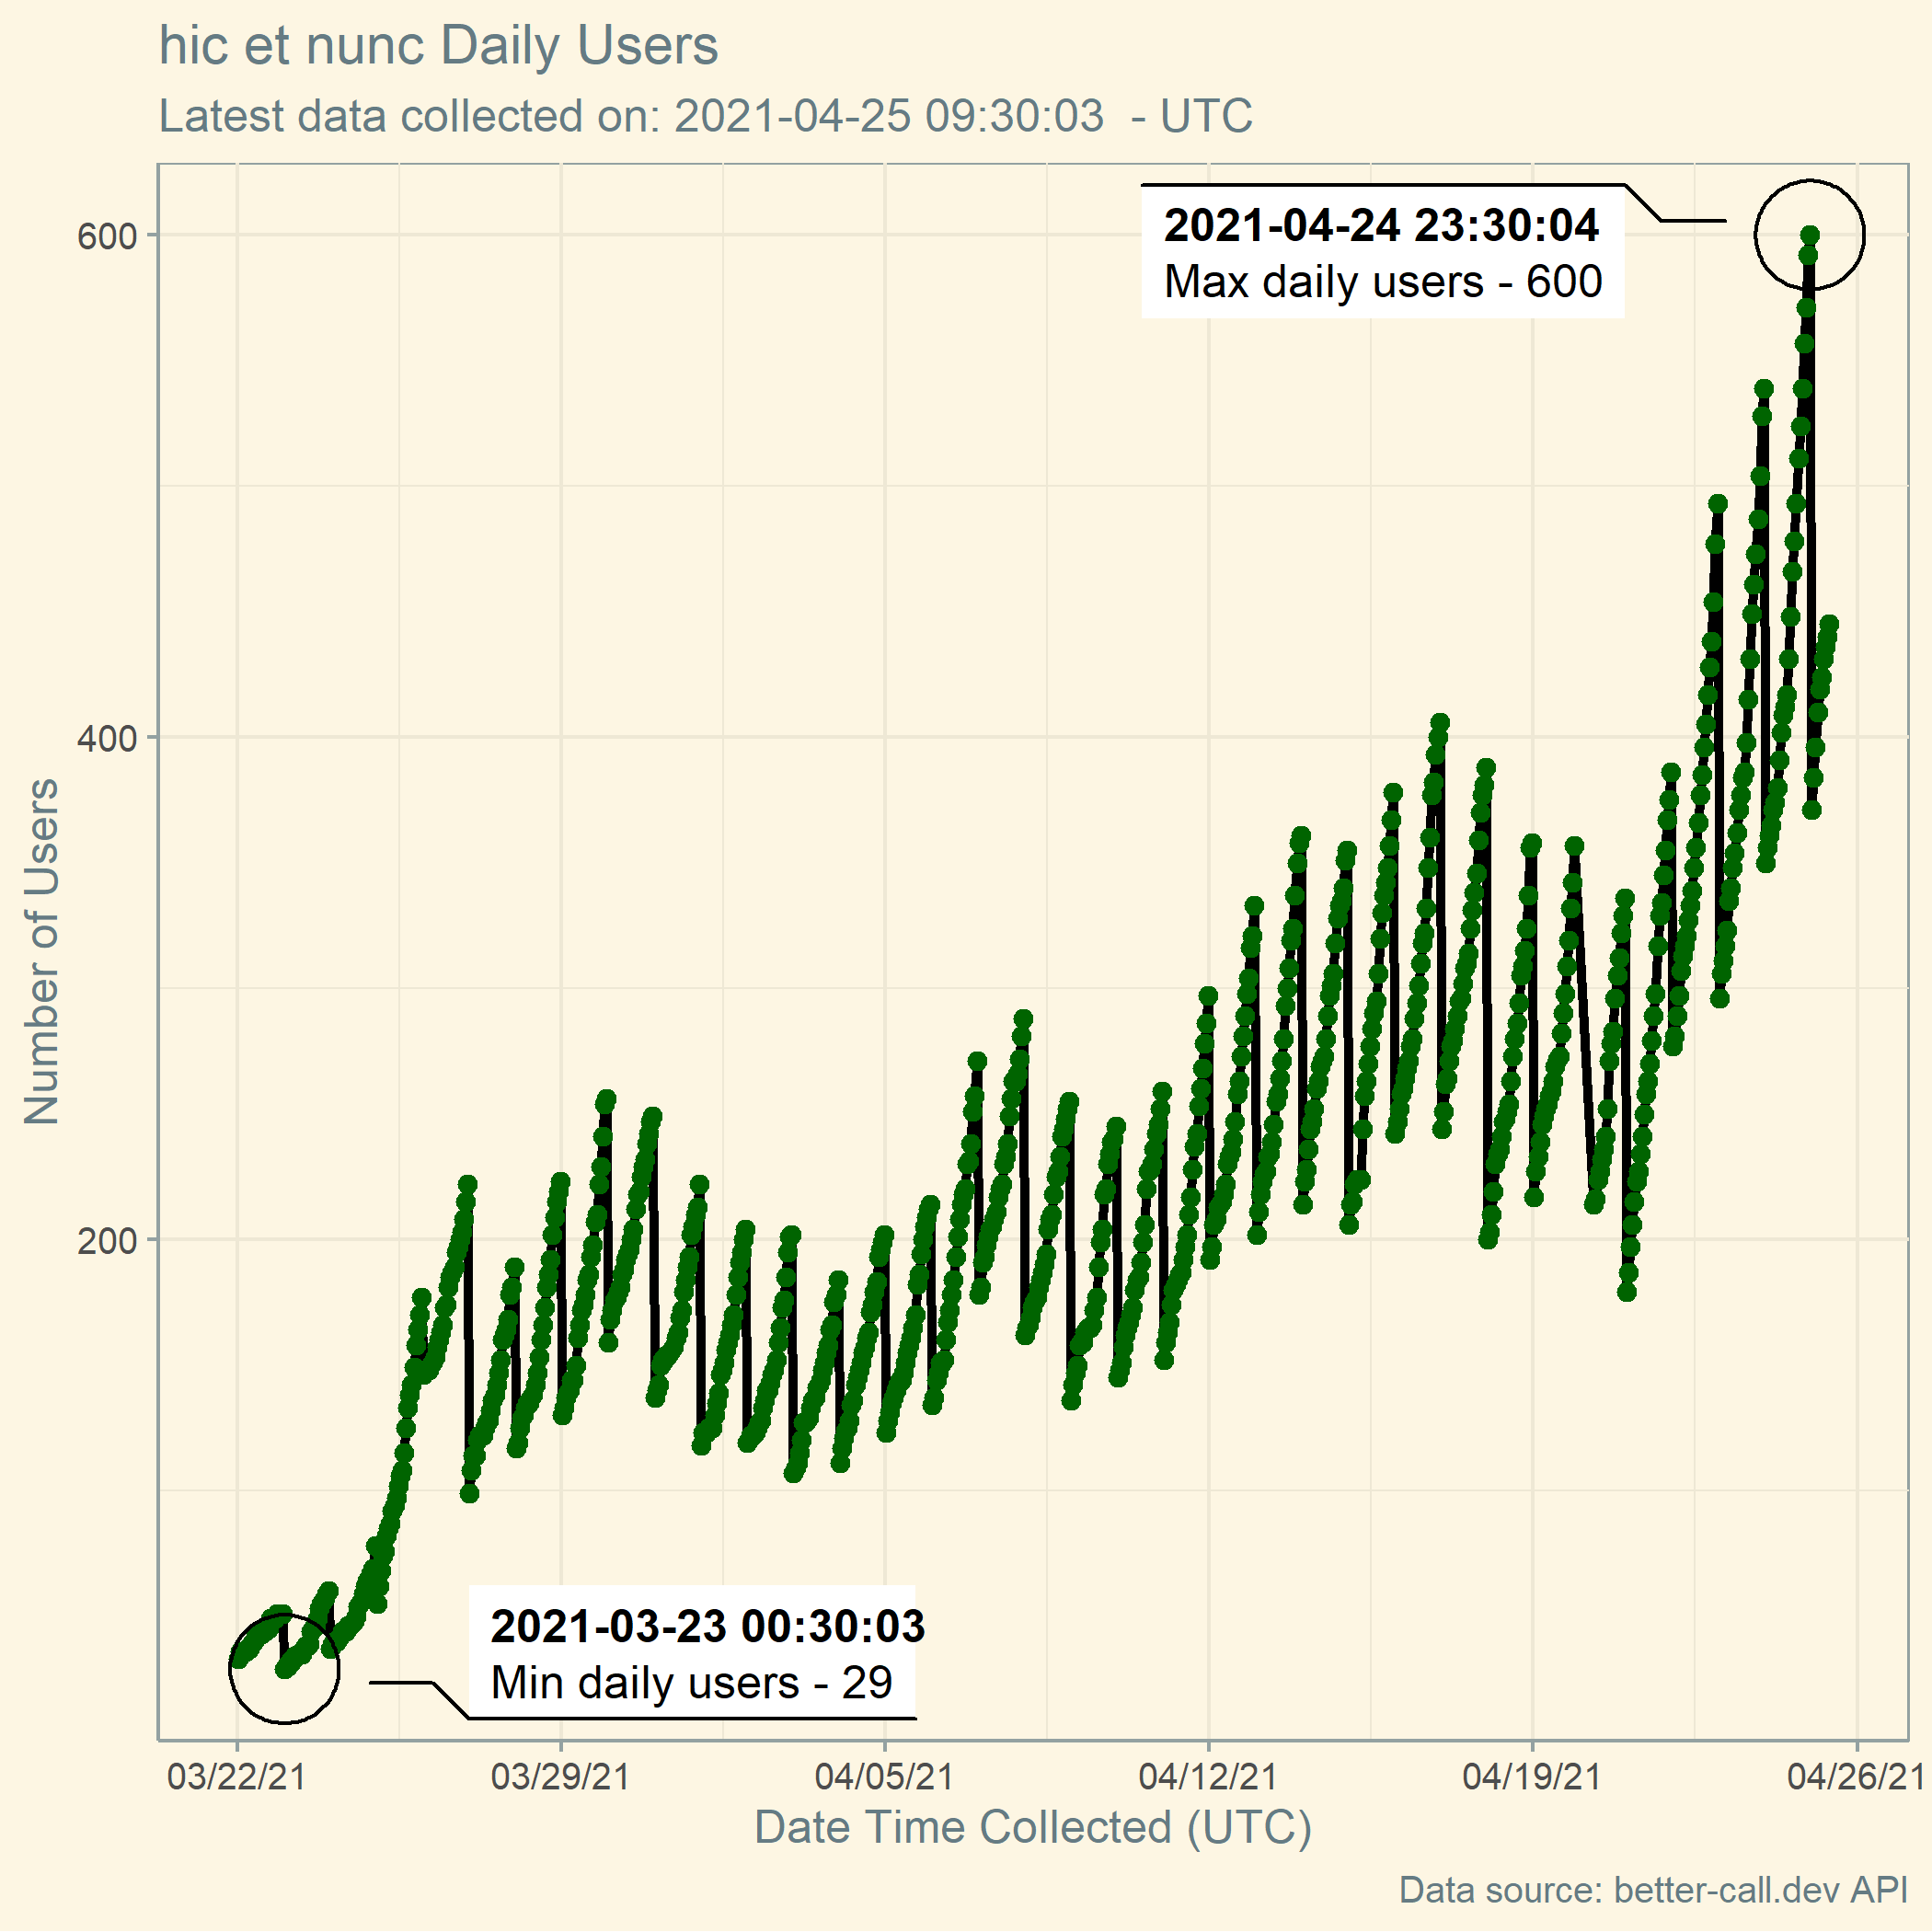 hic et nunc Daily Users
Latest data collected on: 2021-04-25 09:30:03  - UTC
600
2021-04-24 23:30:04
Max daily users - 600
400
Number of Users
200
2021-03-23 00:30:03
Min daily users - 29
03/22/21 03/29/21 04/05/21 04/12/21 04/19/21 04/26/21
Date Time Collected (UTC)
Data source: better-call.dev API